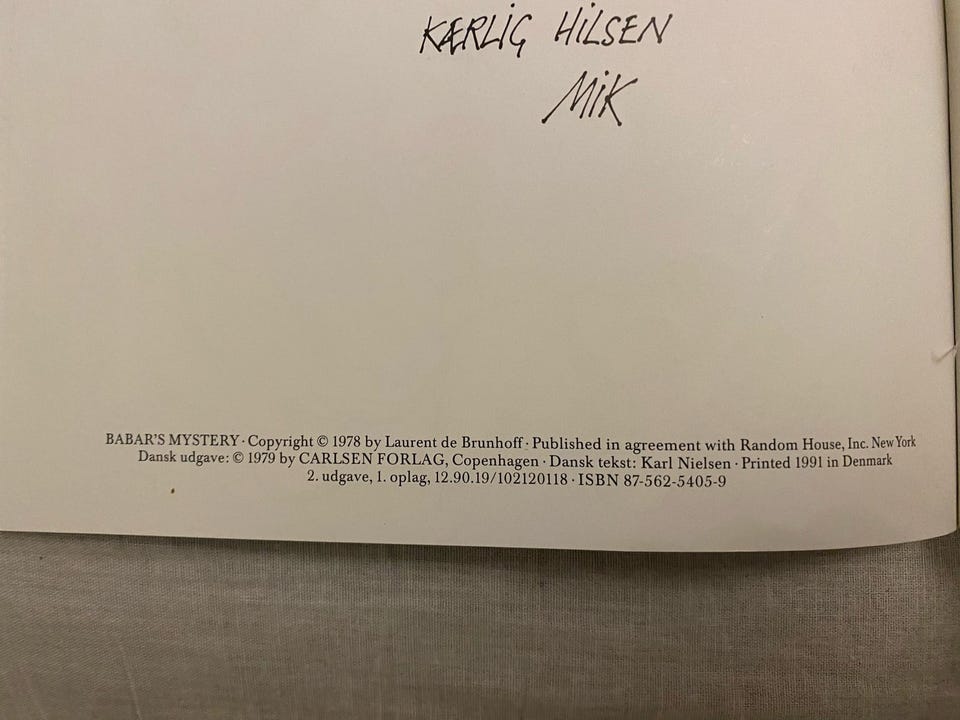 KÆRLIG HILSEN
MIK
BABAR'S MYSTERY · Copyright © 1978 by Laurent de Brunhoff · Published in agreement with Random House, Inc. New York
Dansk udgave: © 1979 by CARLSEN FORLAG, Copenhagen · Dansk tekst: Karl Nielsen · Printed 1991 in Denmark
2. udgave, 1. oplag, 12.90.19/102120118 · ISBN 87-562-5405-9